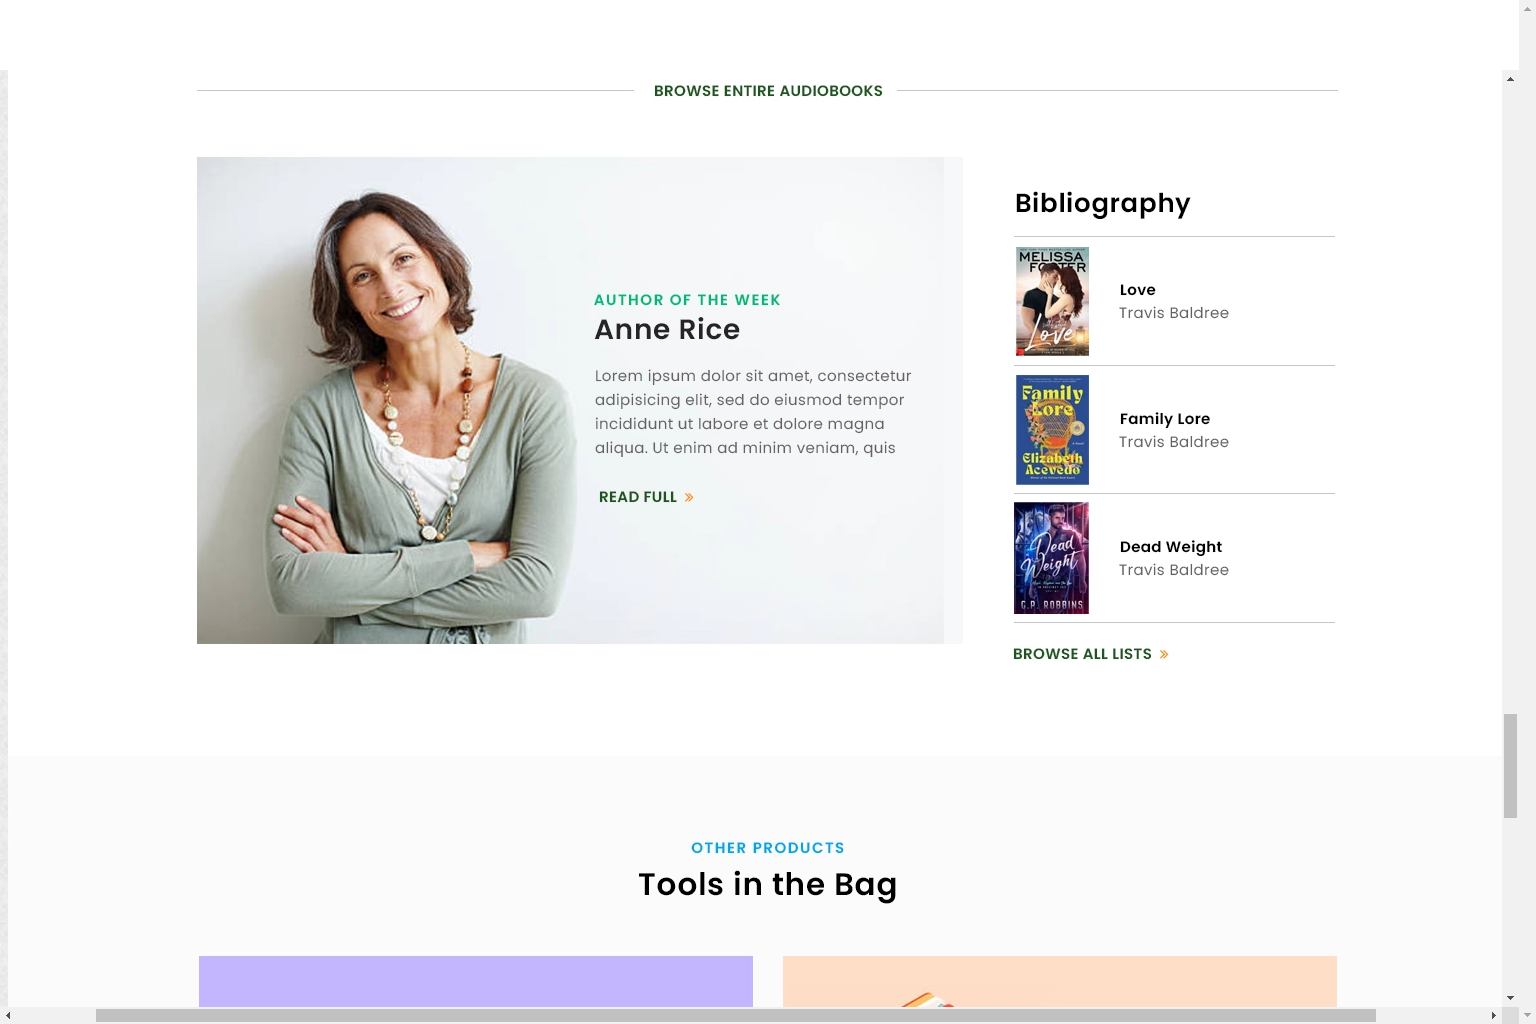 BROWSE ENTIRE AUDIOBOOKS
AUTHOR OF THE WEEK
Anne Rice
Lorem ipsum dolor sit amet, consectetur
adipisicing elit, sed do eiusmod tempor
incididunt ut labore et dolore magna
aliqua. Ut enim ad minim veniam, quis
READ FULL »
Bibliography
MELISSA
FOSTER
Love
Love
Travis Baldree
Family
Lore
Elizabeth
Acevedo
Family Lore
Travis Baldree
Dead
Weight
G.P. ROBBINS
Dead Weight
Travis Baldree
BROWSE ALL LISTS »
OTHER PRODUCTS
Tools in the Bag